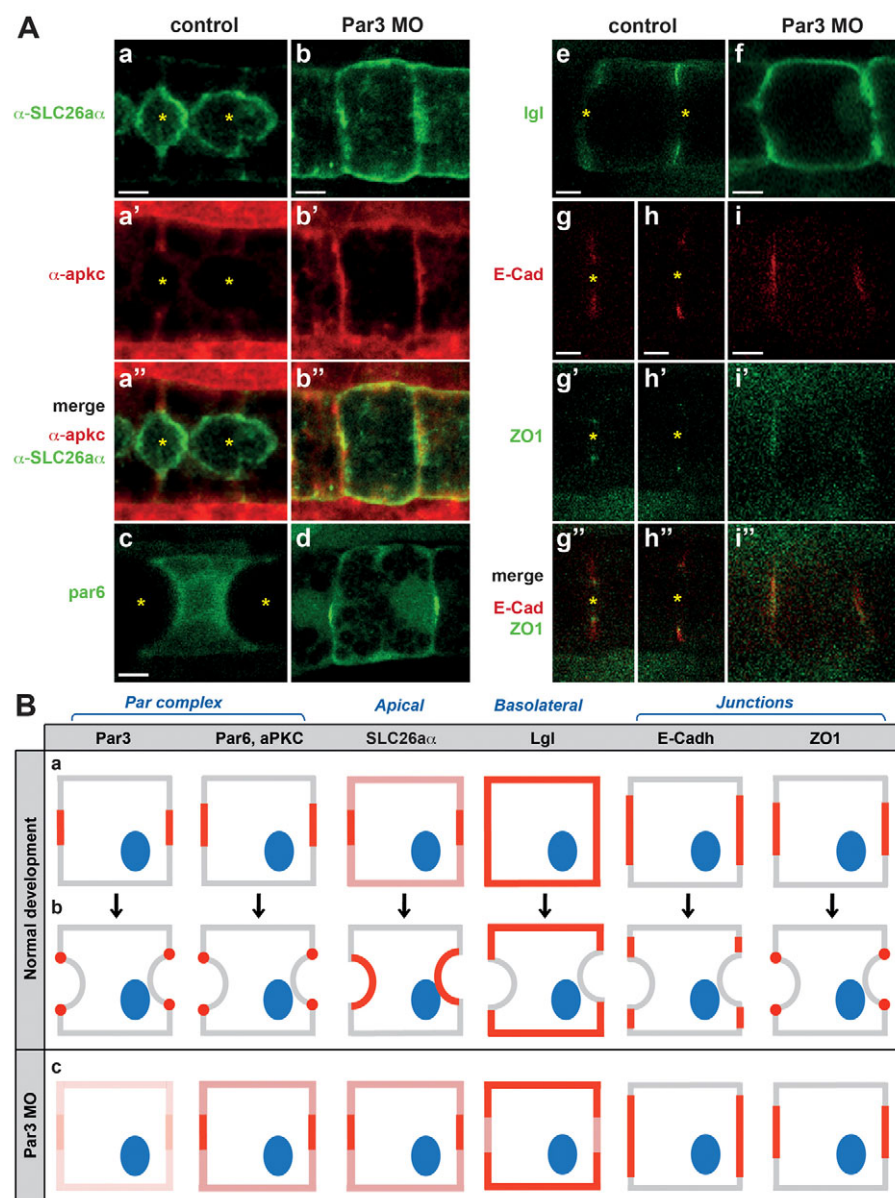 A
control Par3 MO control Par3 MO
a b e f
α-SLC26aα
lgl
a' b' g h i
α-apkc
E-Cad
a" b" g' h' i'
merge
α-apkc
α-SLC26aα
ZO1
c d g" h" i"
par6
merge
E-Cad
ZO1
B
Par complex Apical Basolateral Junctions
Par3 Par6, aPKC SLC26aα Lgl E-Cadh ZO1
Normal development
a
b
Par3 MO
c